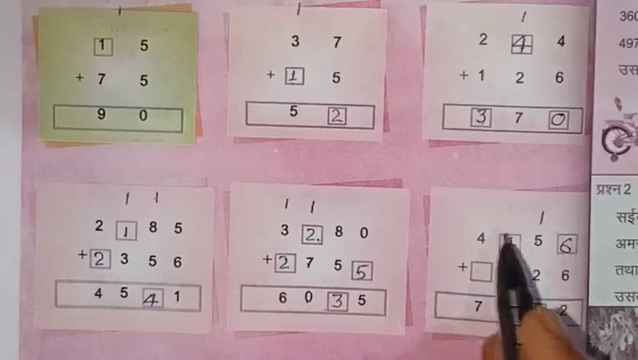 1 1 1
1 5 3 7 2 4 4
+ 7 5 + 1 5 + 1 2 6
9 0 5 2 3 7 0
1 1 1 1 1
2 1 8 5 3 2 8 0 4 5 6
+ 2 3 5 6 + 2 7 5 5 + 2 6
4 5 4 1 6 0 3 5 7 2
360
497
उस
प्रश्न 2
सई
अम
तथा
उस